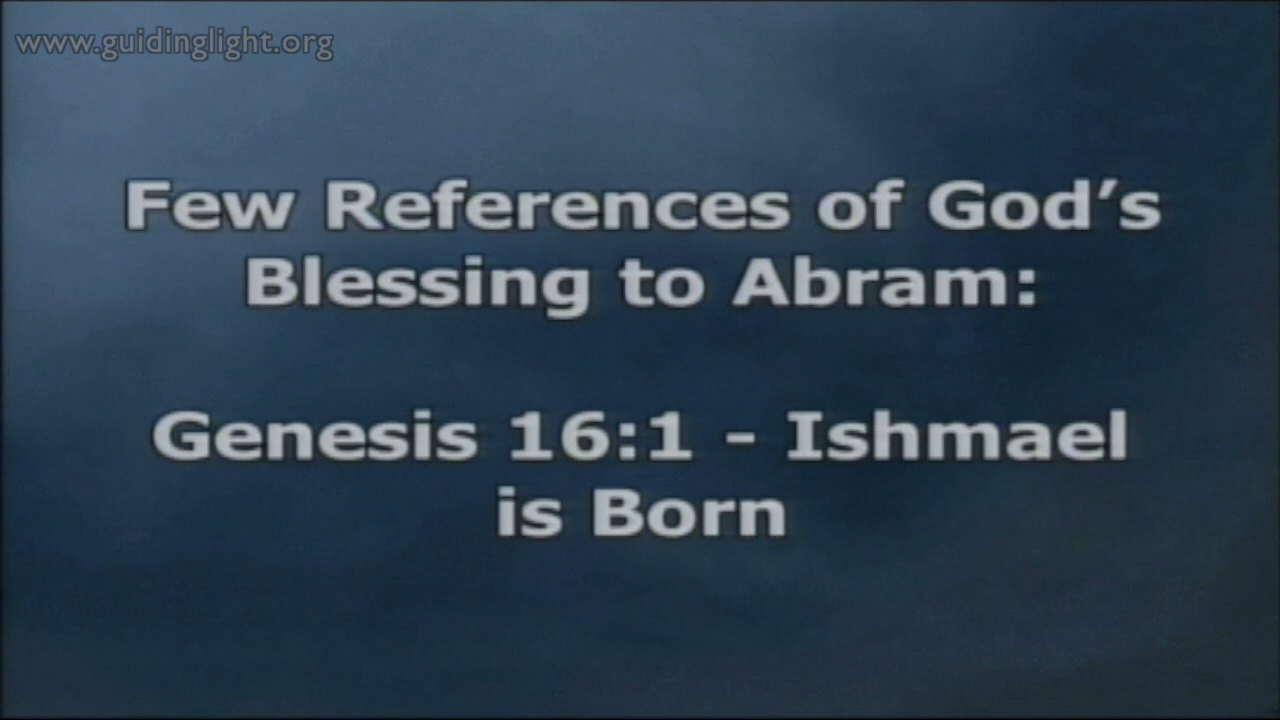 www.guidinglight.org
Few References of God’s
Blessing to Abram:
Genesis 16:1 - Ishmael
is Born